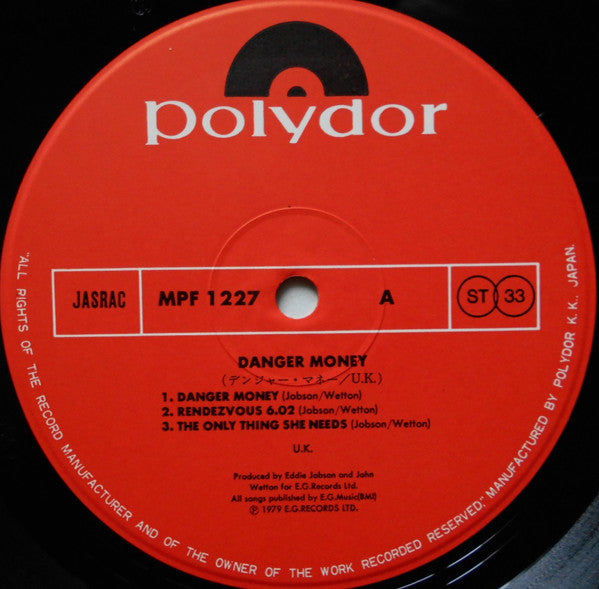 polydor
JASRAC
MPF 1227
A
ST 33
DANGER MONEY
(デンジャー・マネー／U.K.)
1. DANGER MONEY (Jobson/Wetton)
2. RENDEZVOUS 6.02 (Jobson/Wetton)
3. THE ONLY THING SHE NEEDS (Jobson/Wetton)
U.K.
Produced by Eddie Jobson and John
Wetton for E.G.Records Ltd.
All songs published by E.G.Music(BMI)
Ⓟ 1979 E.G.RECORDS LTD.
"ALL RIGHTS OF THE RECORD MANUFACTURER AND OF THE OWNER OF THE WORK RECORDED RESERVED." MANUFACTURED BY POLYDOR K.K., JAPAN.